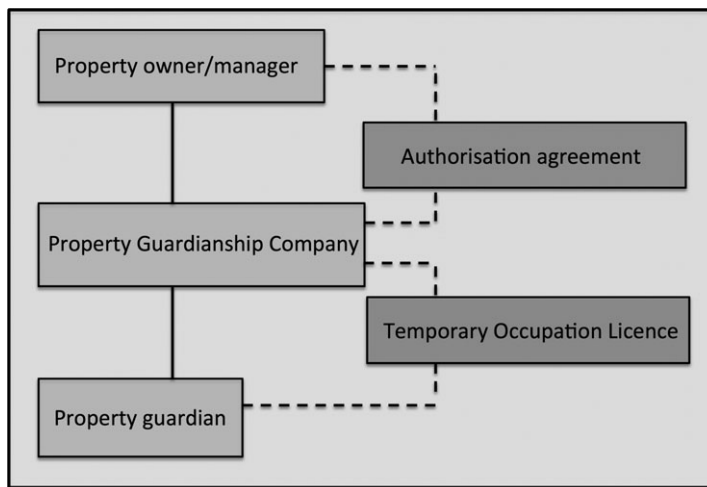 Property owner/manager
Authorisation agreement
Property Guardianship Company
Temporary Occupation Licence
Property guardian